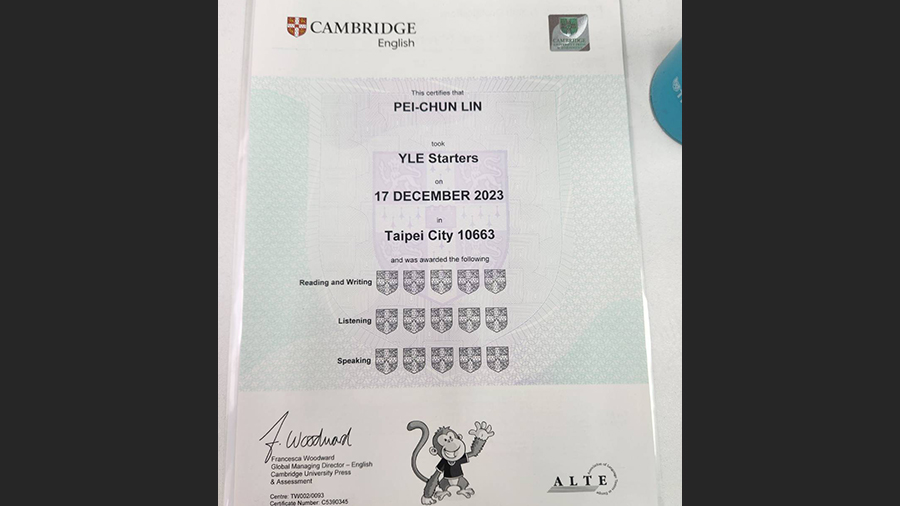 CAMBRIDGE
English
CAMBRIDGE
This certifies that
PEI-CHUN LIN
took
YLE Starters
on
17 DECEMBER 2023
in
Taipei City 10663
and was awarded the following
Reading and Writing
Listening
Speaking
F. Woodward
Francesca Woodward
Global Managing Director – English
Cambridge University Press
& Assessment
Centre: TW002/0093
Certificate Number: C5390345
ALTE